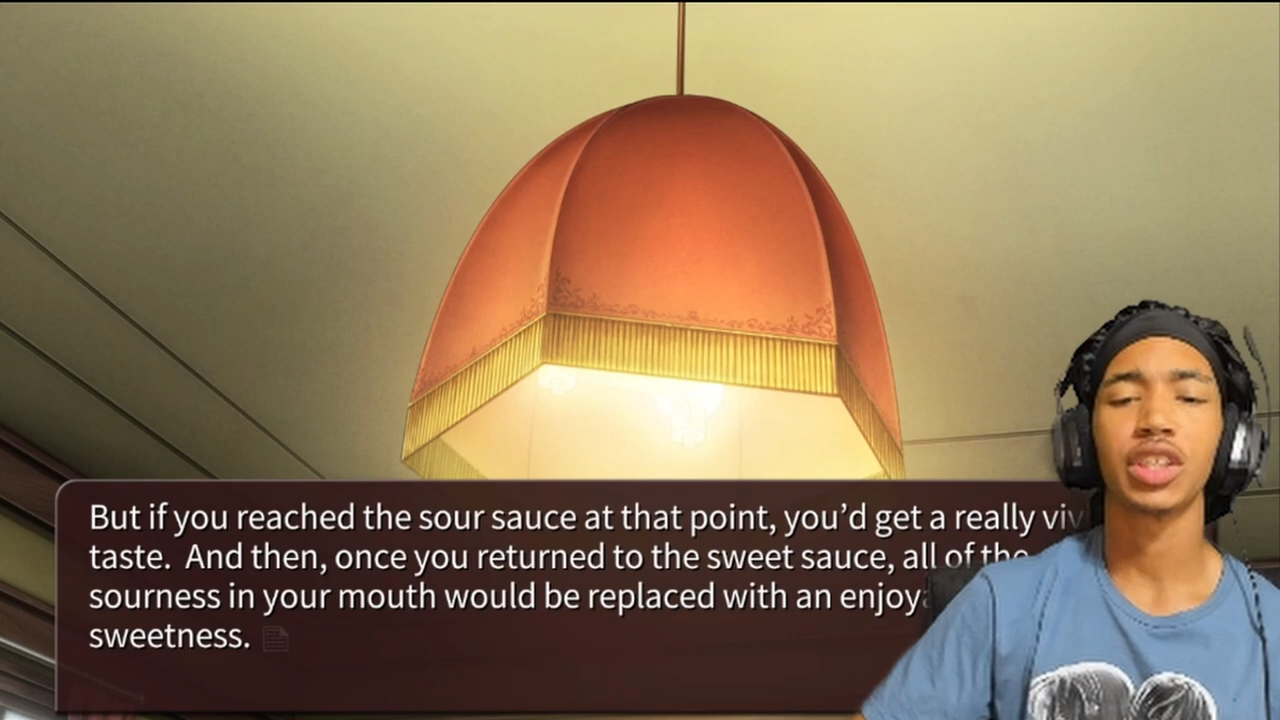 But if you reached the sour sauce at that point, you'd get a really
taste. And then, once you returned to the sweet sauce, all of the
sourness in your mouth would be replaced with an
sweetness.